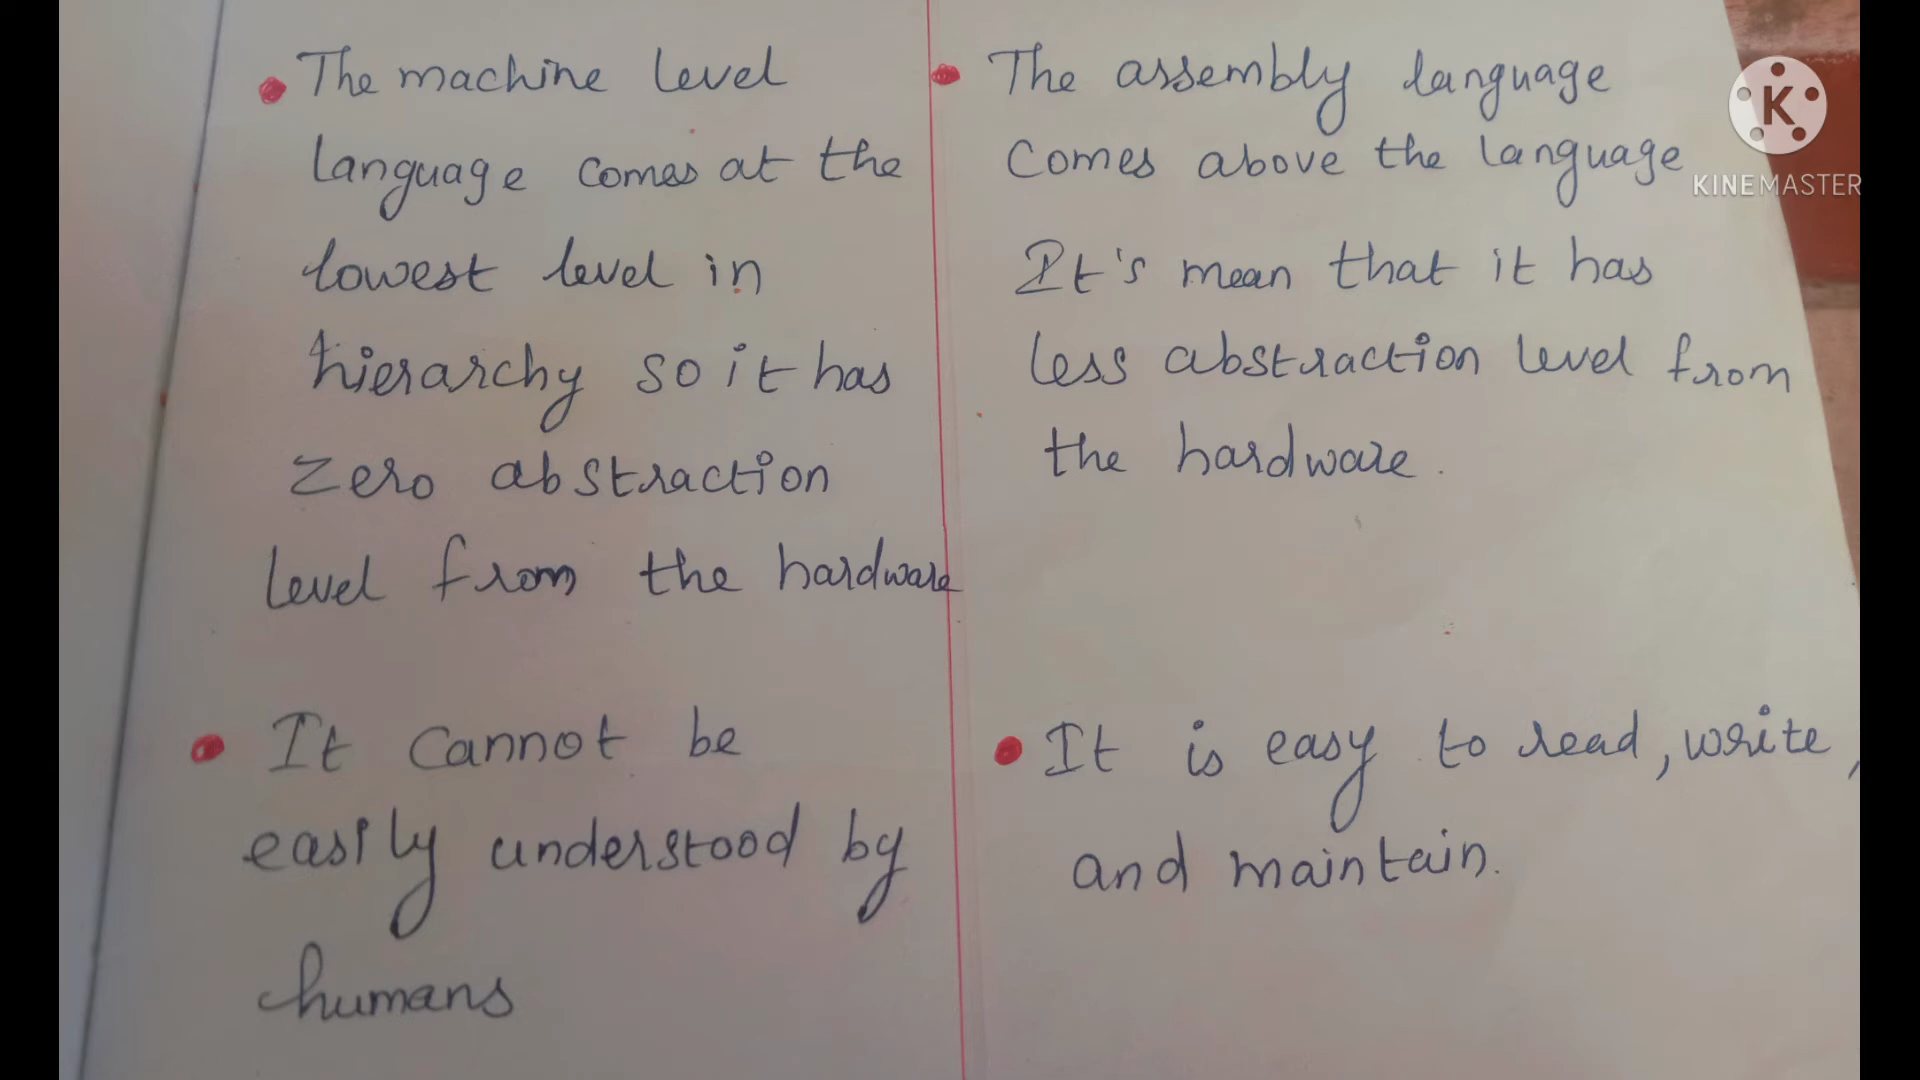 The machine level
language comes at the
lowest level in
hierarchy so it has
zero abstraction
level from the hardware
It cannot be
easily understood by
humans
The assembly language
comes above the language
It's mean that it has
less abstraction level from
the hardware.
It is easy to read, write,
and maintain.
K
KINEMASTER